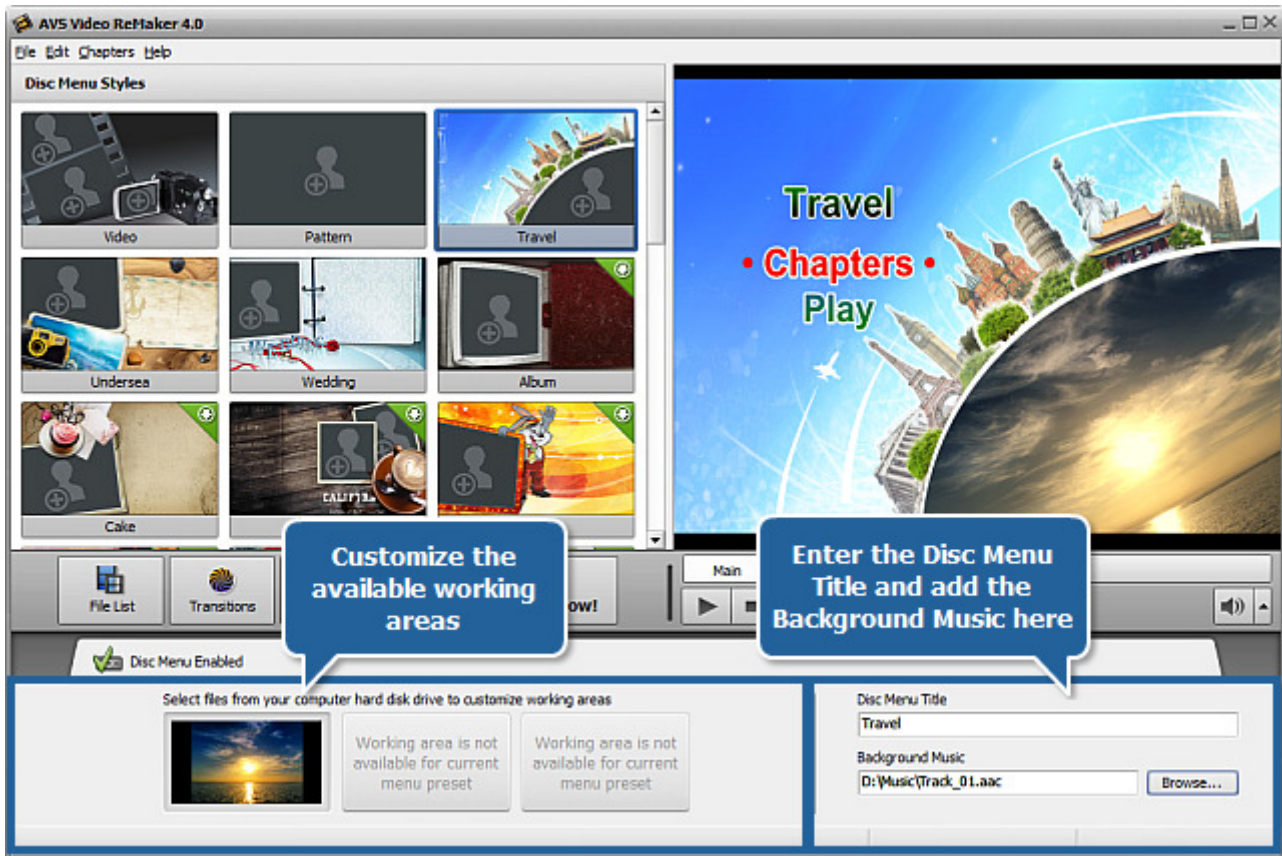 AVS Video ReMaker 4.0
File Edit Chapters Help
Disc Menu Styles
Video
Pattern
Travel
Undersea
Wedding
Album
Cake
Travel
• Chapters •
Play
File List
Transitions
Customize the
available working
areas
Main
Enter the Disc Menu
Title and add the
Background Music here
Disc Menu Enabled
Select files from your computer hard disk drive to customize working areas
Working area is not
available for current
menu preset
Working area is not
available for current
menu preset
Disc Menu Title
Travel
Background Music
D:\Music\Track_01.aac
Browse...